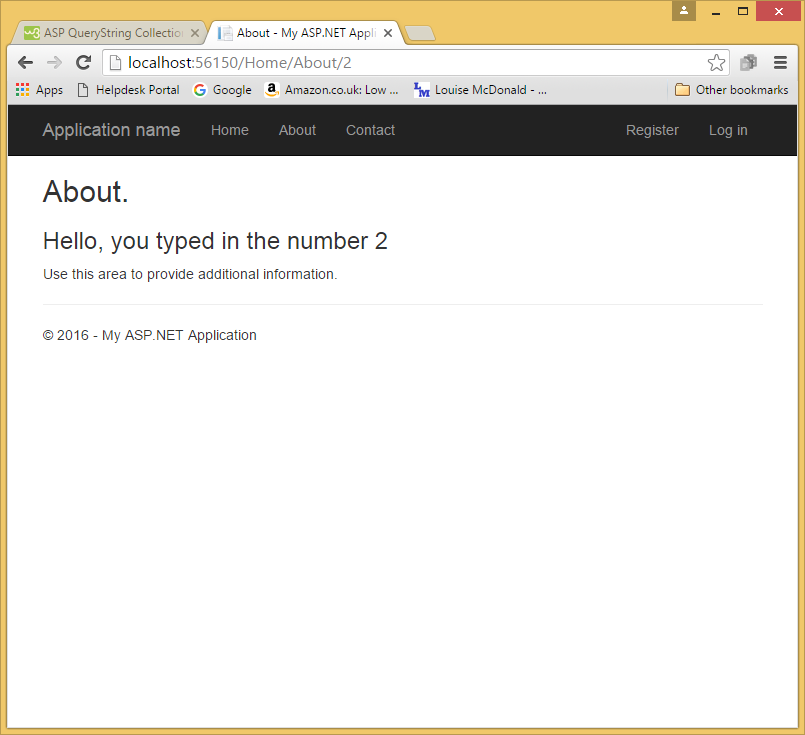 ASP QueryString Collectio
About - My ASP.NET Appli
localhost:56150/Home/About/2
Apps Helpdesk Portal Google Amazon.co.uk: Low ... Louise McDonald - ... Other bookmarks
Application name Home About Contact Register Log in
About.
Hello, you typed in the number 2
Use this area to provide additional information.
© 2016 - My ASP.NET Application